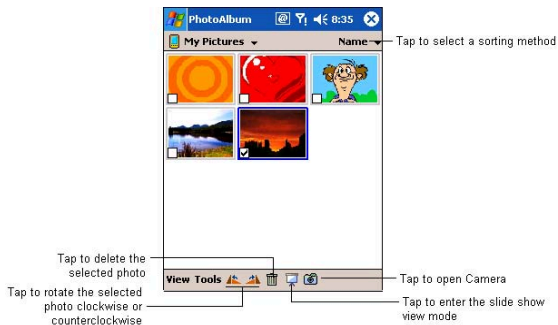 PhotoAlbum 8:35
My Pictures Name
Tap to select a sorting method
Tap to delete the
selected photo
View Tools
Tap to open Camera
Tap to rotate the selected
photo clockwise or
counterclockwise
Tap to enter the slide show
view mode